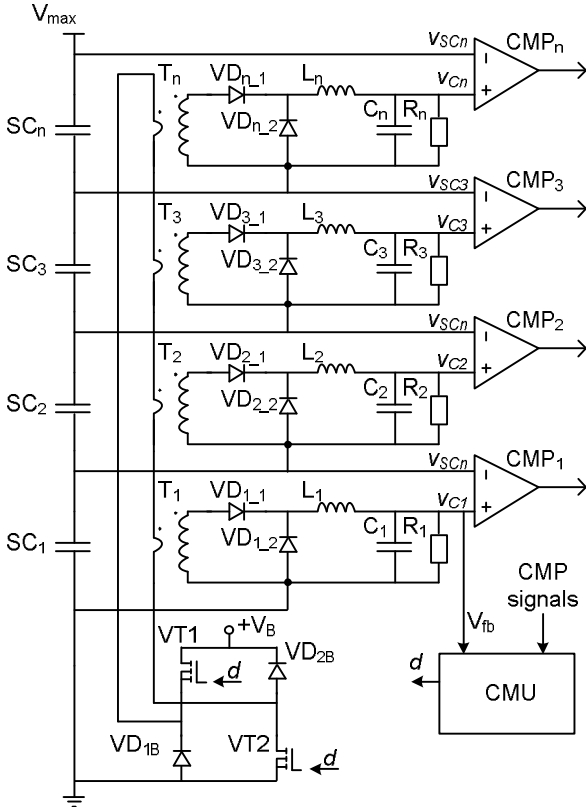 Vmax
vSCn
CMPn
Tn
VDn_1
Ln
vCn
SCn
VDn_2
Cn
Rn
vSC3
CMP3
T3
VD3_1
L3
vC3
SC3
VD3_2
C3
R3
vSCn
CMP2
T2
VD2_1
L2
vC2
SC2
VD2_2
C2
R2
vSCn
CMP1
T1
VD1_1
L1
vC1
SC1
VD1_2
C1
R1
CMP
signals
Vfb
+VB
VT1
VD2B
d
d
CMU
VD1B
VT2
d